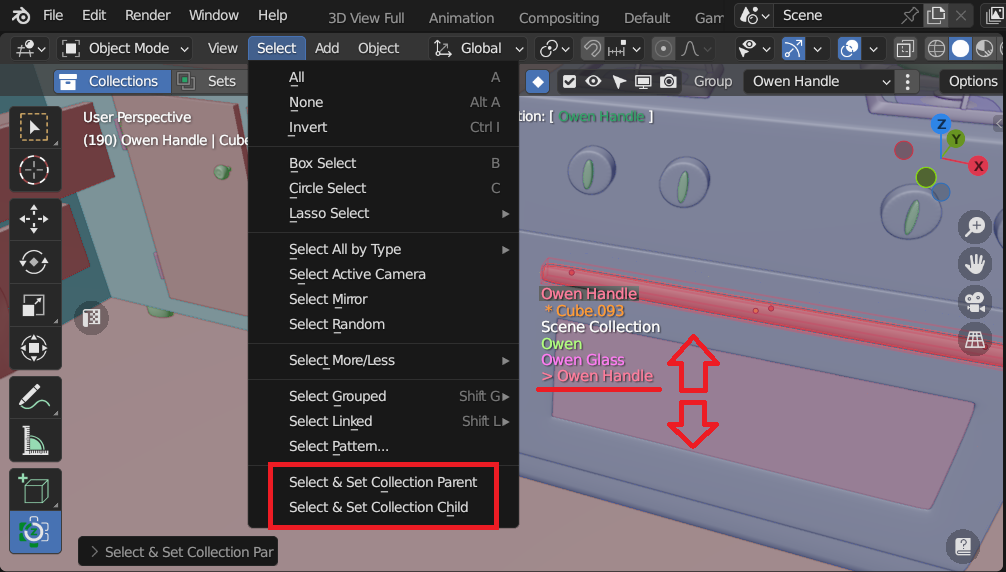 File Edit Render Window Help 3D View Full Animation Compositing Default Gam Scene
Object Mode View Select Add Object Global
Collections Sets Group Owen Handle Options
User Perspective
(190) Owen Handle | Cube
tion: [ Owen Handle ]
All A
None Alt A
Invert Ctrl I
Box Select B
Circle Select C
Lasso Select
Select All by Type
Select Active Camera
Select Mirror
Select Random
Select More/Less
Select Grouped Shift G
Select Linked Shift L
Select Pattern...
Select & Set Collection Parent
Select & Set Collection Child
Z
Y
X
Owen Handle
* Cube.093
Scene Collection
Owen
Owen Glass
> Owen Handle
Select & Set Collection Par